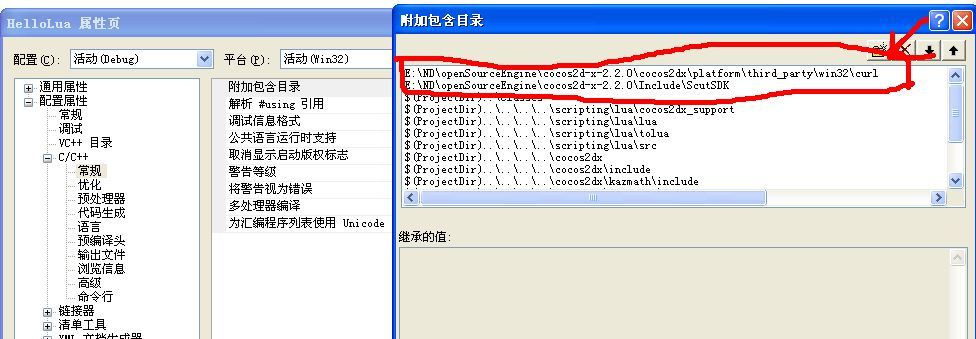 HelloLua 属性页
配置(C): 活动(Debug) 平台(P): 活动(Win32)
通用属性
配置属性
常规
调试
VC++ 目录
C/C++
常规
优化
预处理器
代码生成
语言
预编译头
输出文件
浏览信息
高级
命令行
链接器
清单工具
XML 文档生成器
附加包含目录
解析 #using 引用
调试信息格式
公共语言运行时支持
取消显示启动版权标志
警告等级
将警告视为错误
多处理器编译
为汇编程序列表使用 Unicode
附加包含目录
E:\ND\openSourceEngine\cocos2d-x-2.2.0\cocos2dx\platform\third_party\win32\curl
E:\ND\openSourceEngine\cocos2d-x-2.2.0\Include\ScutSDK
$(ProjectDir)..\Classes
$(ProjectDir)..\..\..\..\scripting\lua\cocos2dx_support
$(ProjectDir)..\..\..\..\scripting\lua\lua
$(ProjectDir)..\..\..\..\scripting\lua\tolua
$(ProjectDir)..\..\..\..\scripting\lua\src
$(ProjectDir)..\..\..\..\cocos2dx
$(ProjectDir)..\..\..\..\cocos2dx\include
$(ProjectDir)..\..\..\..\cocos2dx\kazmath\include
继承的值: